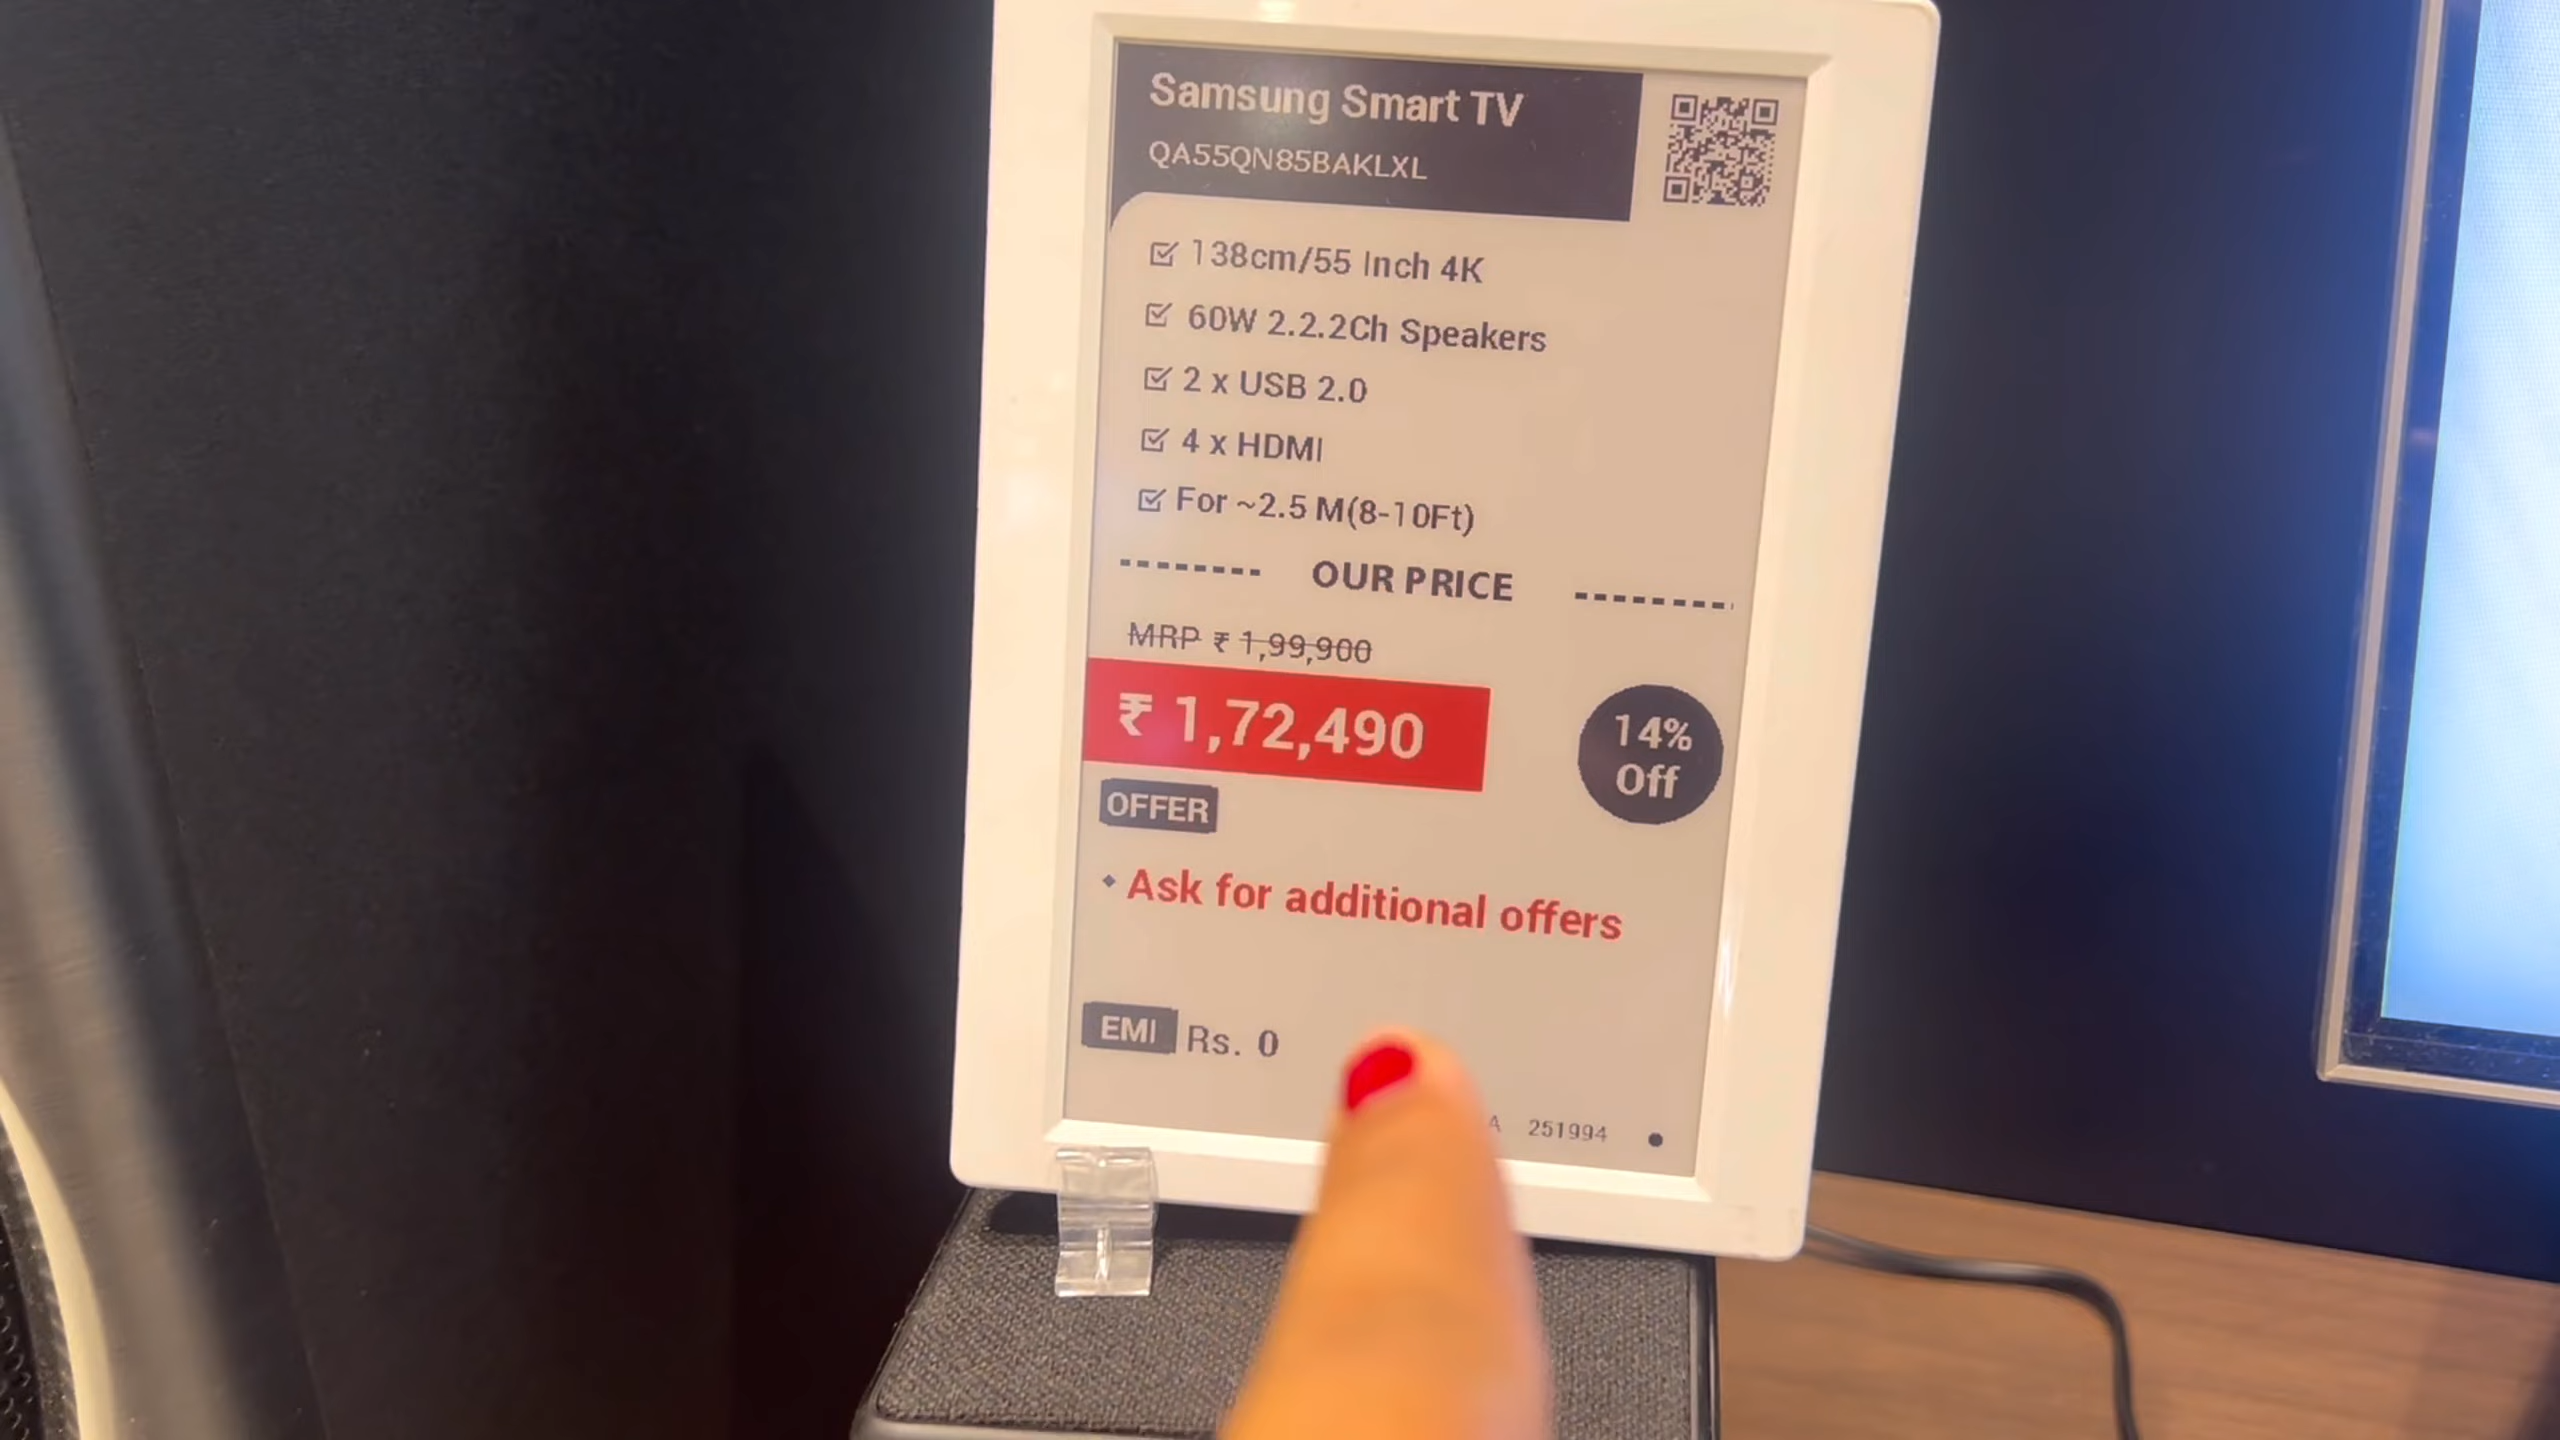 Samsung Smart TV
QA55QN85BAKLXL
138cm/55 Inch 4K
60W 2.2.2Ch Speakers
2 x USB 2.0
4 x HDMI
For ~2.5 M(8-10Ft)
OUR PRICE
MRP ₹ 1,99,900
₹ 1,72,490
14%
Off
OFFER
Ask for additional offers
EMI Rs. 0
A 251994